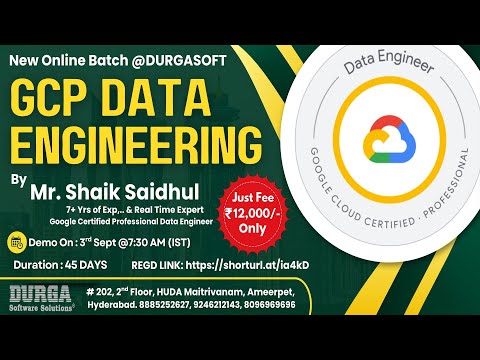 New Online Batch @DURGASOFT
GCP DATA
ENGINEERING
By
Mr. Shaik Saidhul
7+ Yrs of Exp,.. & Real Time Expert
Google Certified Professional Data Engineer
Just Fee
₹12,000/-
Only
Demo On : 3rd Sept @7:30 AM (IST)
Duration : 45 DAYS
REGD LINK: https://shorturl.at/ia4kD
DURGA
Software Solutions®
# 202, 2nd Floor, HUDA Maitrivanam, Ameerpet,
Hyderabad. 8885252627, 9246212143, 8096969696
Data Engineer
GOOGLE CLOUD CERTIFIED • PROFESSIONAL